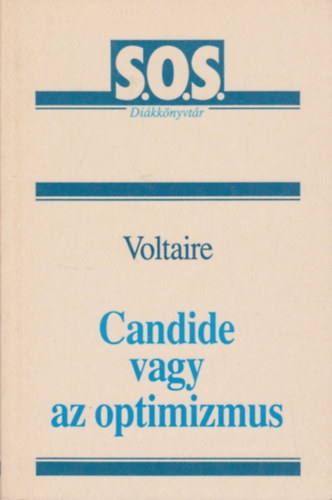 S.O.S.
Diákkönyvtár
Voltaire
Candide
vagy
az optimizmus